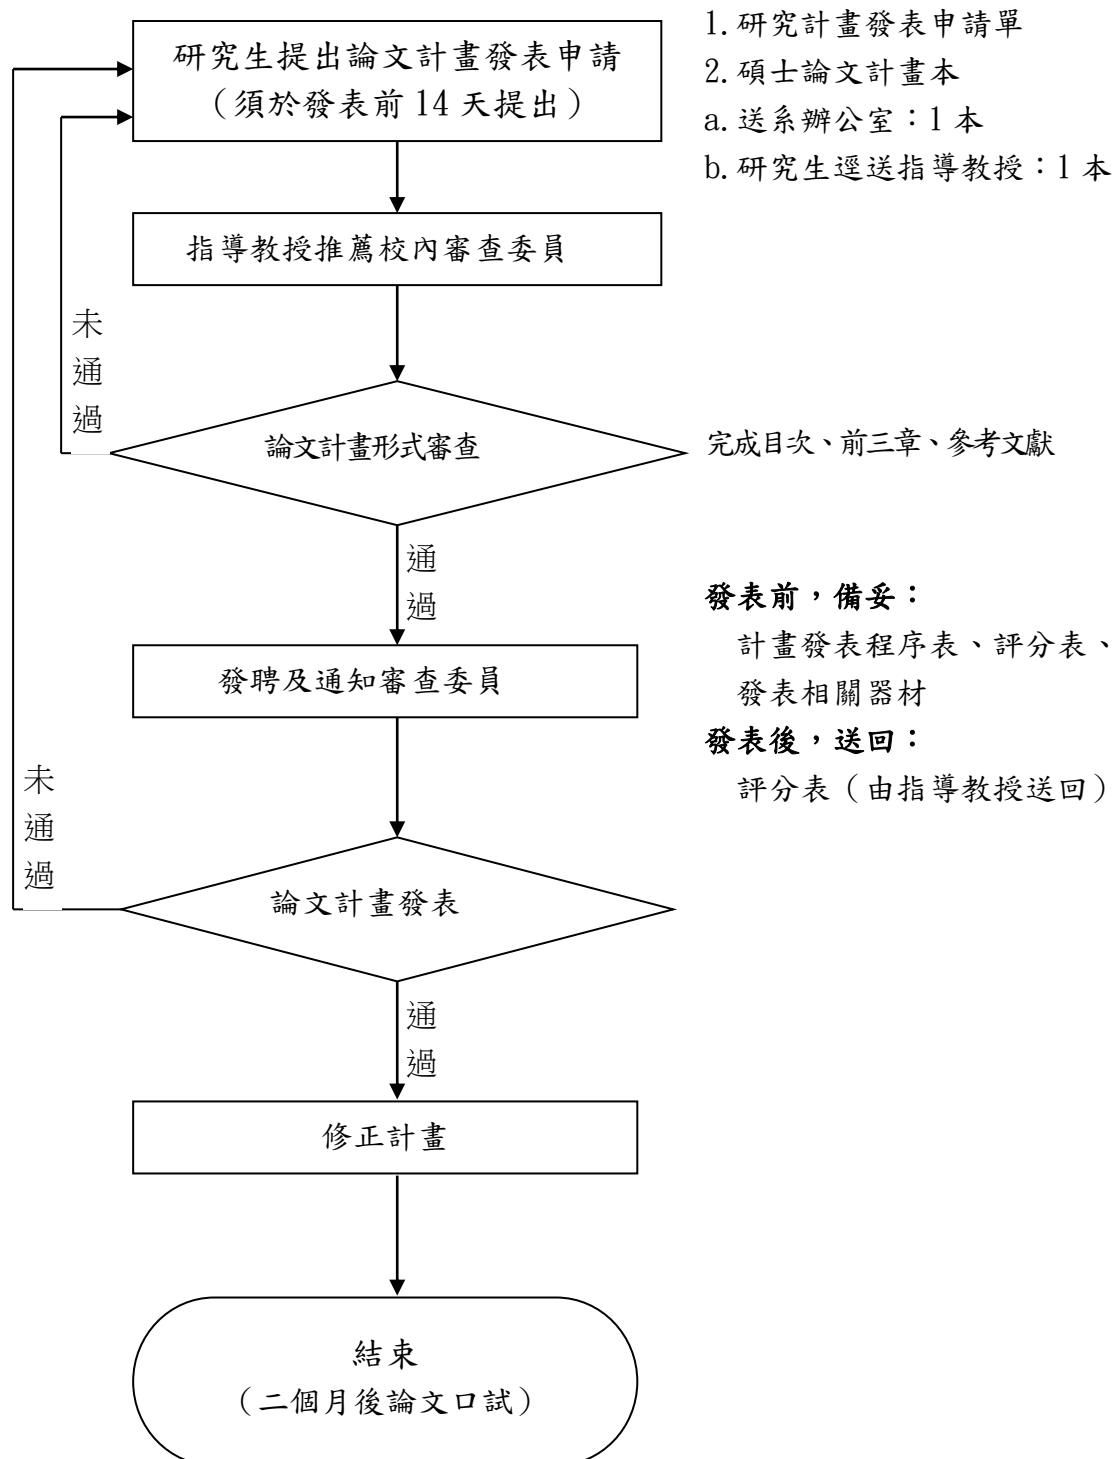 研究生提出論文計畫發表申請
（須於發表前 14 天提出）
1.研究計畫發表申請單
2.碩士論文計畫本
a.送系辦公室：1 本
b.研究生逕送指導教授：1 本
指導教授推薦校內審查委員
未
通
過
論文計畫形式審查
完成目次、前三章、參考文獻
通
過
發聘及通知審查委員
發表前，備妥：
計畫發表程序表、評分表、
發表相關器材
發表後，送回：
評分表（由指導教授送回）
未
通
過
論文計畫發表
通
過
修正計畫
結束
（二個月後論文口試）